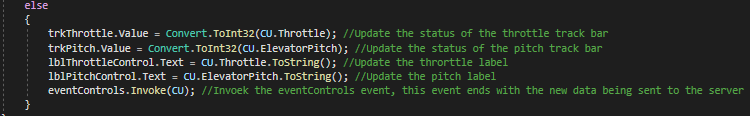 else
{
trkThrottle.Value = Convert.ToInt32(CU.Throttle); //Update the status of the throttle track bar
trkPitch.Value = Convert.ToInt32(CU.ElevatorPitch); //Update the status of the pitch track bar
lblThrottleControl.Text = CU.Throttle.ToString(); //Update the throrttle label
lblPitchControl.Text = CU.ElevatorPitch.ToString(); //Update the pitch label
eventControls.Invoke(CU); //Invoek the eventControls event, this event ends with the new data being sent to the server
}